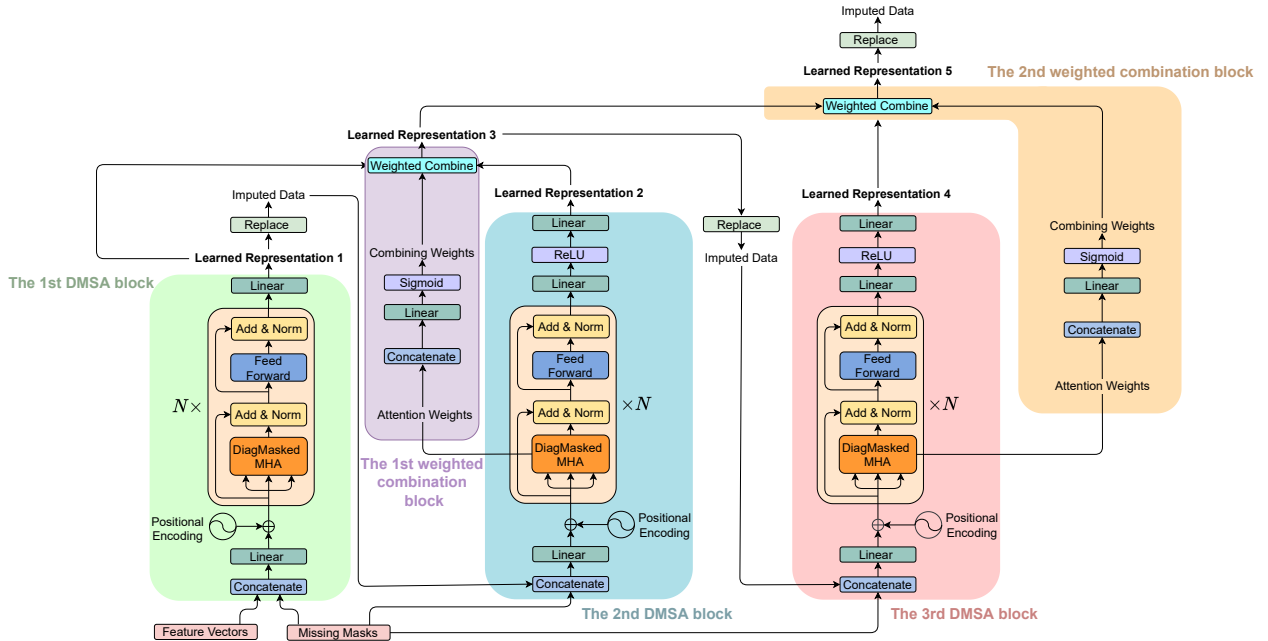 Imputed Data
Replace
Learned Representation 5
The 2nd weighted combination block
Weighted Combine
Learned Representation 3
Weighted Combine
Imputed Data
Replace
Learned Representation 1
The 1st DMSA block
Linear
Add & Norm
Feed
Forward
N×
Add & Norm
DiagMasked
MHA
Positional
Encoding
Linear
Concatenate
Feature Vectors
Missing Masks
Combining Weights
Sigmoid
Linear
Concatenate
Attention Weights
The 1st weighted
combination
block
Learned Representation 2
Linear
ReLU
Linear
Add & Norm
Feed
Forward
×N
Add & Norm
DiagMasked
MHA
Positional
Encoding
Linear
Concatenate
The 2nd DMSA block
Replace
Imputed Data
Learned Representation 4
Linear
ReLU
Linear
Add & Norm
Feed
Forward
×N
Add & Norm
DiagMasked
MHA
Positional
Encoding
Linear
Concatenate
The 3rd DMSA block
Combining Weights
Sigmoid
Linear
Concatenate
Attention Weights